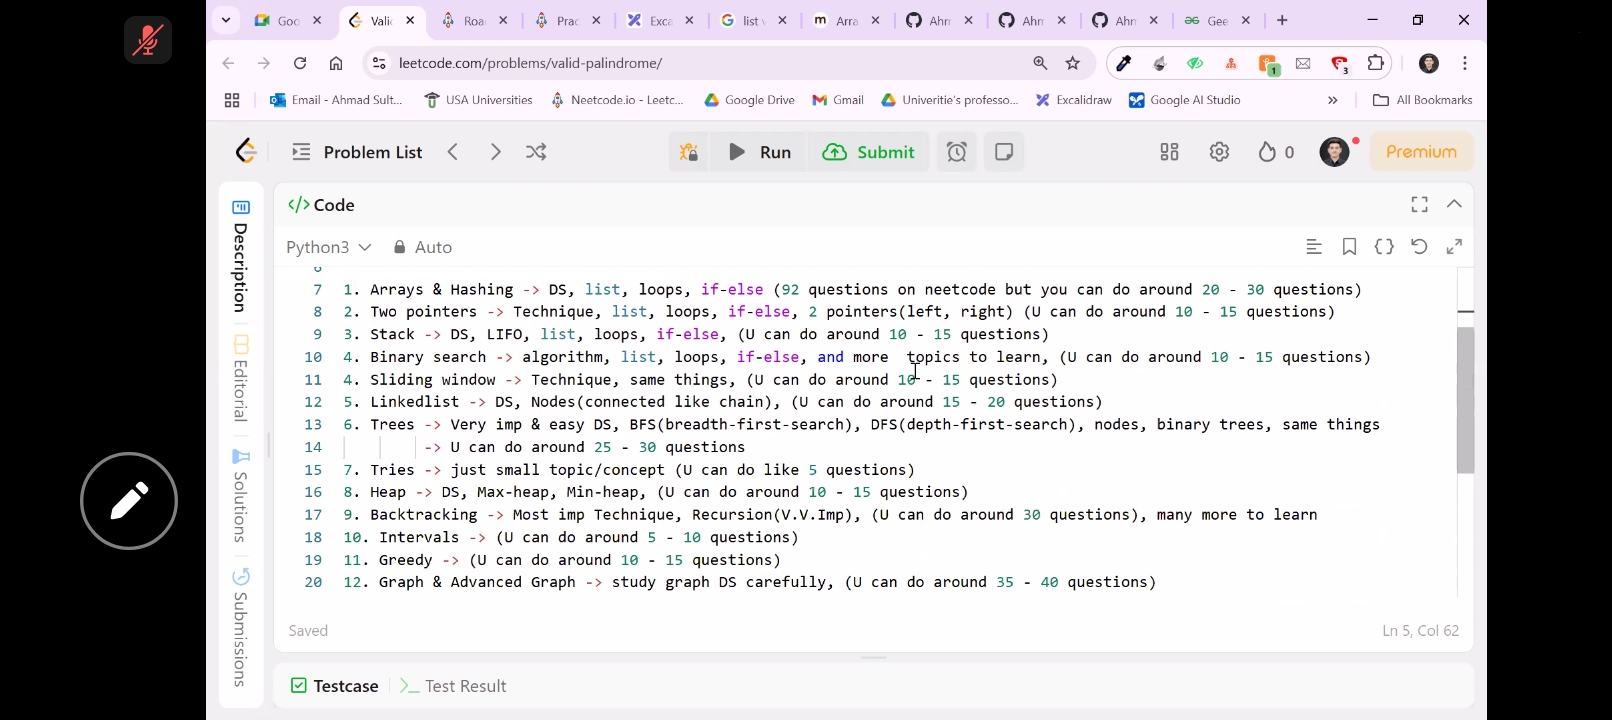 Goo
Valid
Roa
Prac
Exca
list v
Arra
Ahn
Ahn
Ahn
Gee
leetcode.com/problems/valid-palindrome/
1
3
Email - Ahmad Sult...
USA Universities
Neetcode.io - Leetc...
Google Drive
Gmail
Univeritie's professo...
Excalidraw
Google AI Studio
All Bookmarks
Problem List
Run
Submit
0
Premium
Description
Editorial
Solutions
Submissions
</> Code
Python3
Auto
6
7 1. Arrays & Hashing -> DS, list, loops, if-else (92 questions on neetcode but you can do around 20 - 30 questions)
8 2. Two pointers -> Technique, list, loops, if-else, 2 pointers(left, right) (U can do around 10 - 15 questions)
9 3. Stack -> DS, LIFO, list, loops, if-else, (U can do around 10 - 15 questions)
10 4. Binary search -> algorithm, list, loops, if-else, and more  topics to learn, (U can do around 10 - 15 questions)
11 4. Sliding window -> Technique, same things, (U can do around 10 - 15 questions)
12 5. Linkedlist -> DS, Nodes(connected like chain), (U can do around 15 - 20 questions)
13 6. Trees -> Very imp & easy DS, BFS(breadth-first-search), DFS(depth-first-search), nodes, binary trees, same things
14 -> U can do around 25 - 30 questions
15 7. Tries -> just small topic/concept (U can do like 5 questions)
16 8. Heap -> DS, Max-heap, Min-heap, (U can do around 10 - 15 questions)
17 9. Backtracking -> Most imp Technique, Recursion(V.V.Imp), (U can do around 30 questions), many more to learn
18 10. Intervals -> (U can do around 5 - 10 questions)
19 11. Greedy -> (U can do around 10 - 15 questions)
20 12. Graph & Advanced Graph -> study graph DS carefully, (U can do around 35 - 40 questions)
Saved
Ln 5, Col 62
Testcase
Test Result